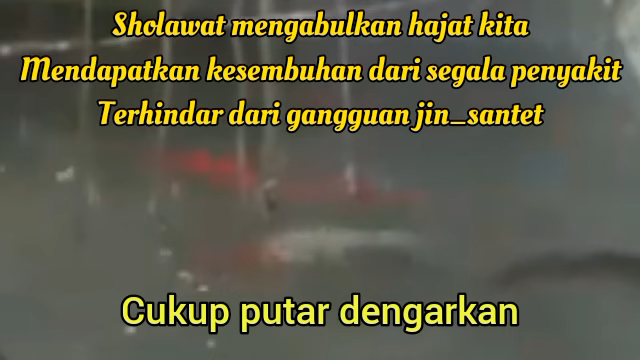 Sholawat mengabulkan hajat kita
Mendapatkan kesembuhan dari segala penyakit
Terhindar dari gangguan jin_santet
Cukup putar dengarkan